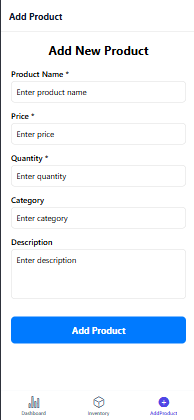 Add Product
Add New Product
Product Name *
Enter product name
Price *
Enter price
Quantity *
Enter quantity
Category
Enter category
Description
Enter description
Add Product
Dashboard
Inventory
AddProduct